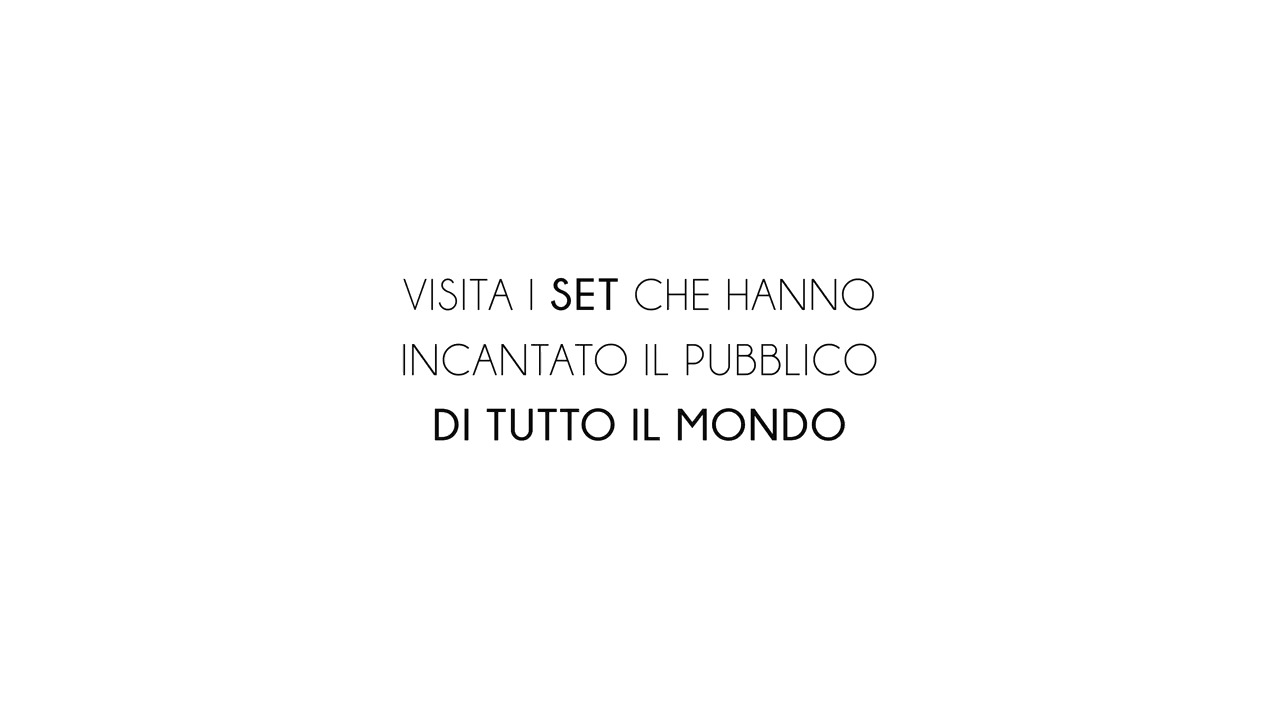 VISITA I SET CHE HANNO
INCANTATO IL PUBBLICO
DI TUTTO IL MONDO